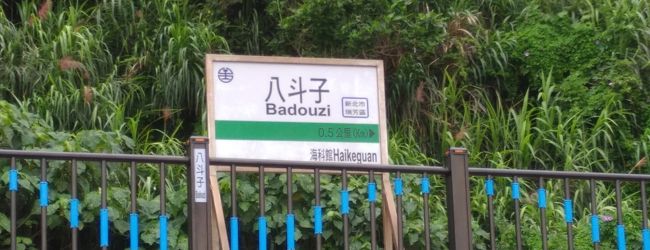 八斗子
Badouzi
新北市
瑞芳區
0.5公里(Km)
海科館Haikeguan
八斗子